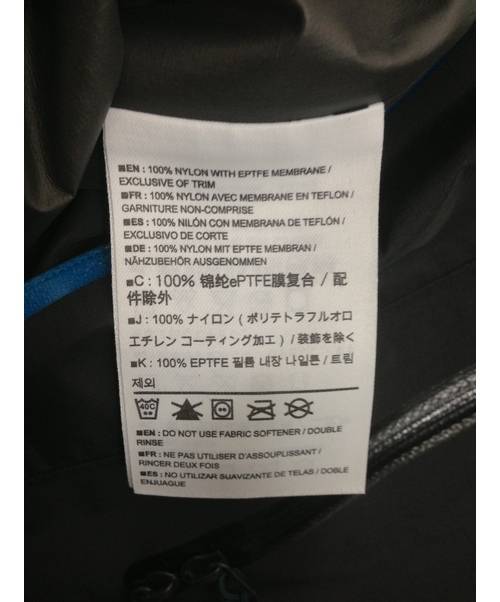 ■EN : 100% NYLON WITH EPTFE MEMBRANE /
EXCLUSIVE OF TRIM
■FR : 100% NYLON AVEC MEMBRANE EN TEFLON /
GARNITURE NON-COMPRISE
■ES : 100% NILÓN CON MEMBRANA DE TEFLÓN /
EXCLUSIVO DE CORTE
■DE : 100% NYLON MIT EPTFE MEMBRAN /
NÄHZUBEHÖR AUSGENOMMEN
■C : 100% 锦纶ePTFE膜复合 / 配
件除外
■J : 100% ナイロン ( ポリテトラフルオロ
エチレン コーティング加工 ) / 装飾を除く
■K : 100% EPTFE 필름 내장 나일론 / 트림
제외
40C
■EN : DO NOT USE FABRIC SOFTENER / DOUBLE
RINSE
■FR : NE PAS UTILISER D'ASSOUPLISSANT /
RINCER DEUX FOIS
■ES : NO UTILIZAR SUAVIZANTE DE TELAS / DOBLE
ENJUAGUE